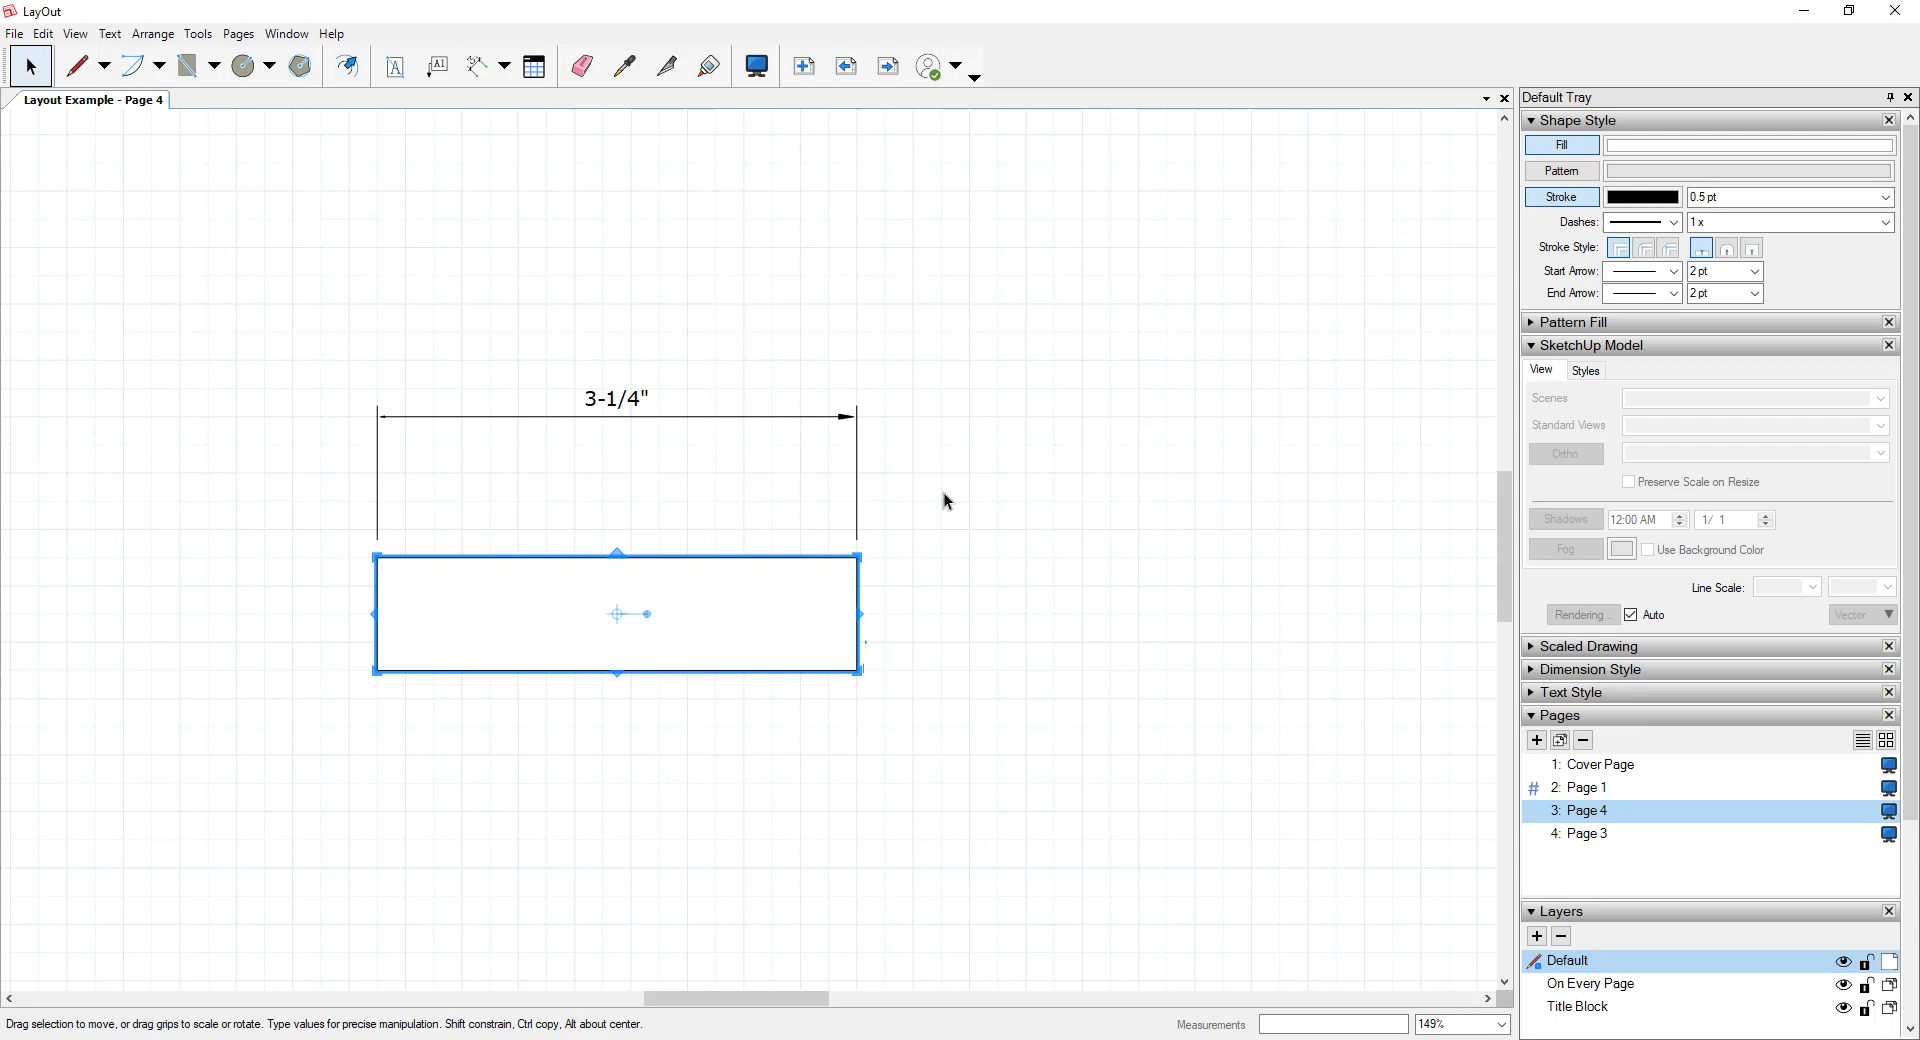 LayOut
File Edit View Text Arrange Tools Pages Window Help
A A1
Layout Example - Page 4
3-1/4"
Drag selection to move, or drag grips to scale or rotate. Type values for precise manipulation. Shift constrain, Ctrl copy, Alt about center.
Measurements 149%
Default Tray
Shape Style
Fill
Pattern
Stroke 0.5 pt
Dashes: 1 x
Stroke Style:
Start Arrow: 2 pt
End Arrow: 2 pt
Pattern Fill
SketchUp Model
View Styles
Scenes
Standard Views
Ortho
Preserve Scale on Resize
Shadows 12:00 AM 1/ 1
Fog Use Background Color
Line Scale:
Rendering... Auto Vector
Scaled Drawing
Dimension Style
Text Style
Pages
1: Cover Page
# 2: Page 1
3: Page 4
4: Page 3
Layers
Default
On Every Page
Title Block